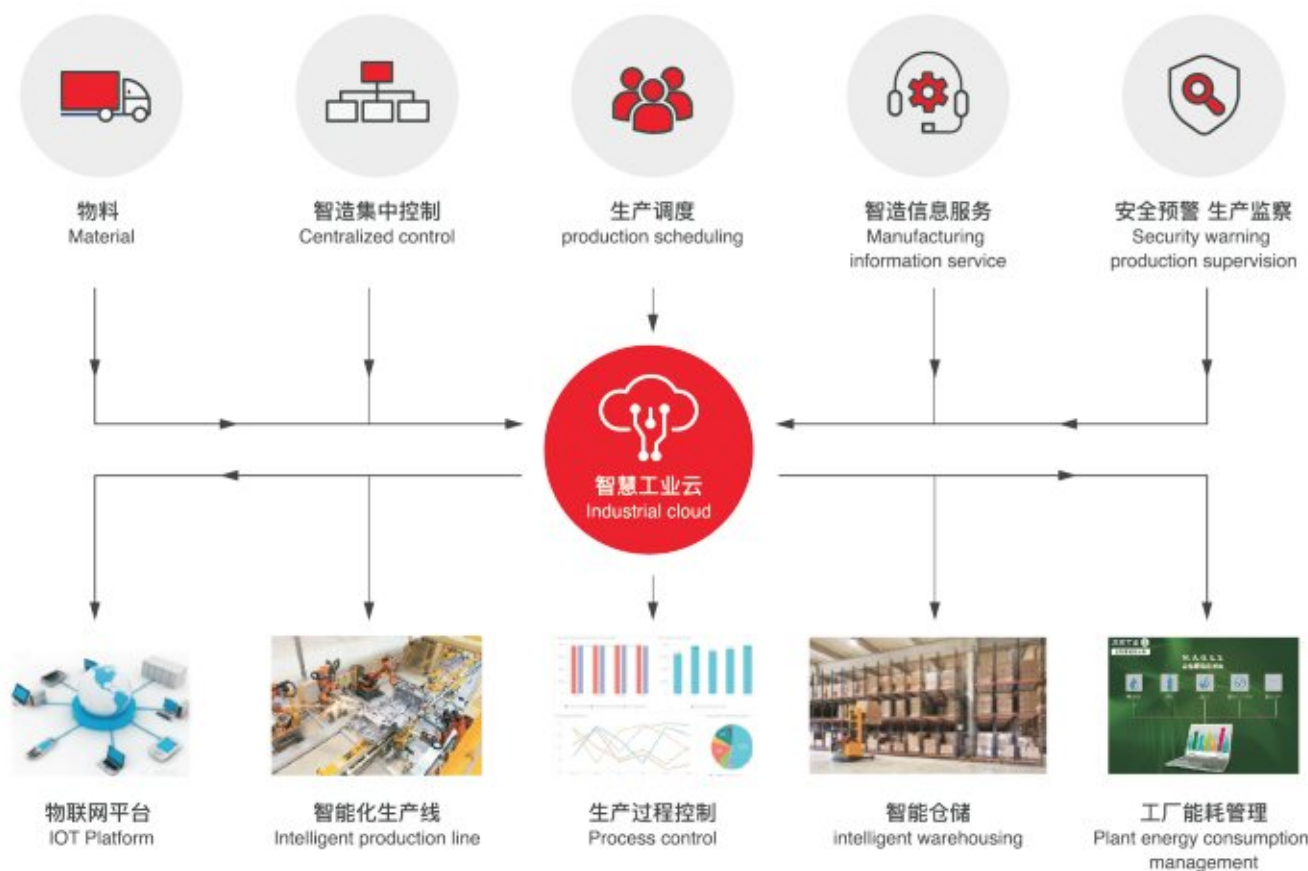 物料
Material
智造集中控制
Centralized control
生产调度
production scheduling
智造信息服务
Manufacturing
information service
安全预警 生产监察
Security warning
production supervision
智慧工业云
Industrial cloud
物联网平台
IOT Platform
智能化生产线
Intelligent production line
生产过程控制
Process control
智能仓储
intelligent warehousing
工厂能耗管理
Plant energy consumption
management